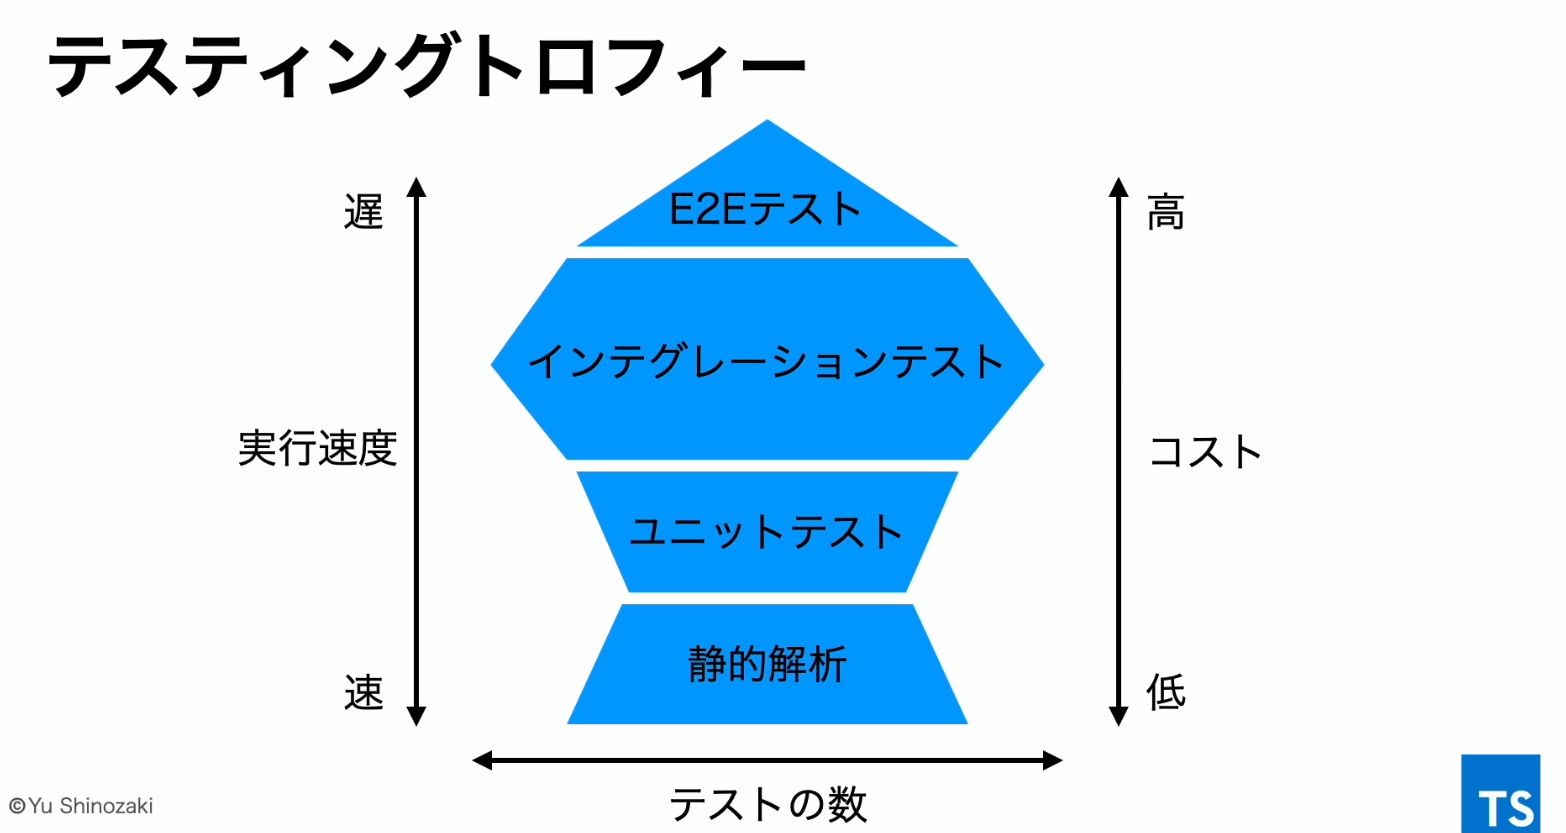 テスティングトロフィー
遅
高
E2Eテスト
インテグレーションテスト
実行速度
コスト
ユニットテスト
静的解析
速
低
テストの数
©Yu Shinozaki
TS